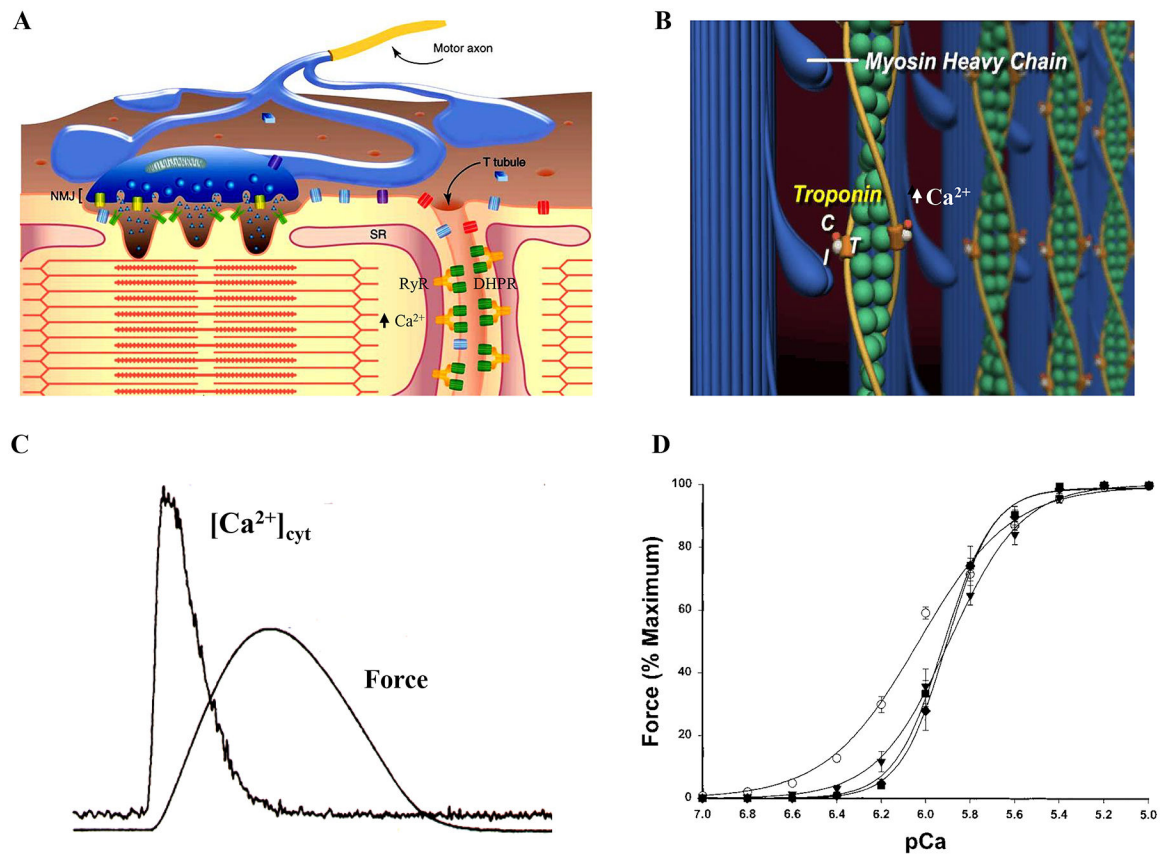 A
Motor axon
T tubule
NMJ
SR
RyR
DHPR
↑ Ca²⁺
B
Myosin Heavy Chain
Troponin
↑ Ca²⁺
C
I
T
C
[Ca²⁺]cyt
Force
D
Force (% Maximum)
100
80
60
40
20
0
7.0 6.8 6.6 6.4 6.2 6.0 5.8 5.6 5.4 5.2 5.0
pCa